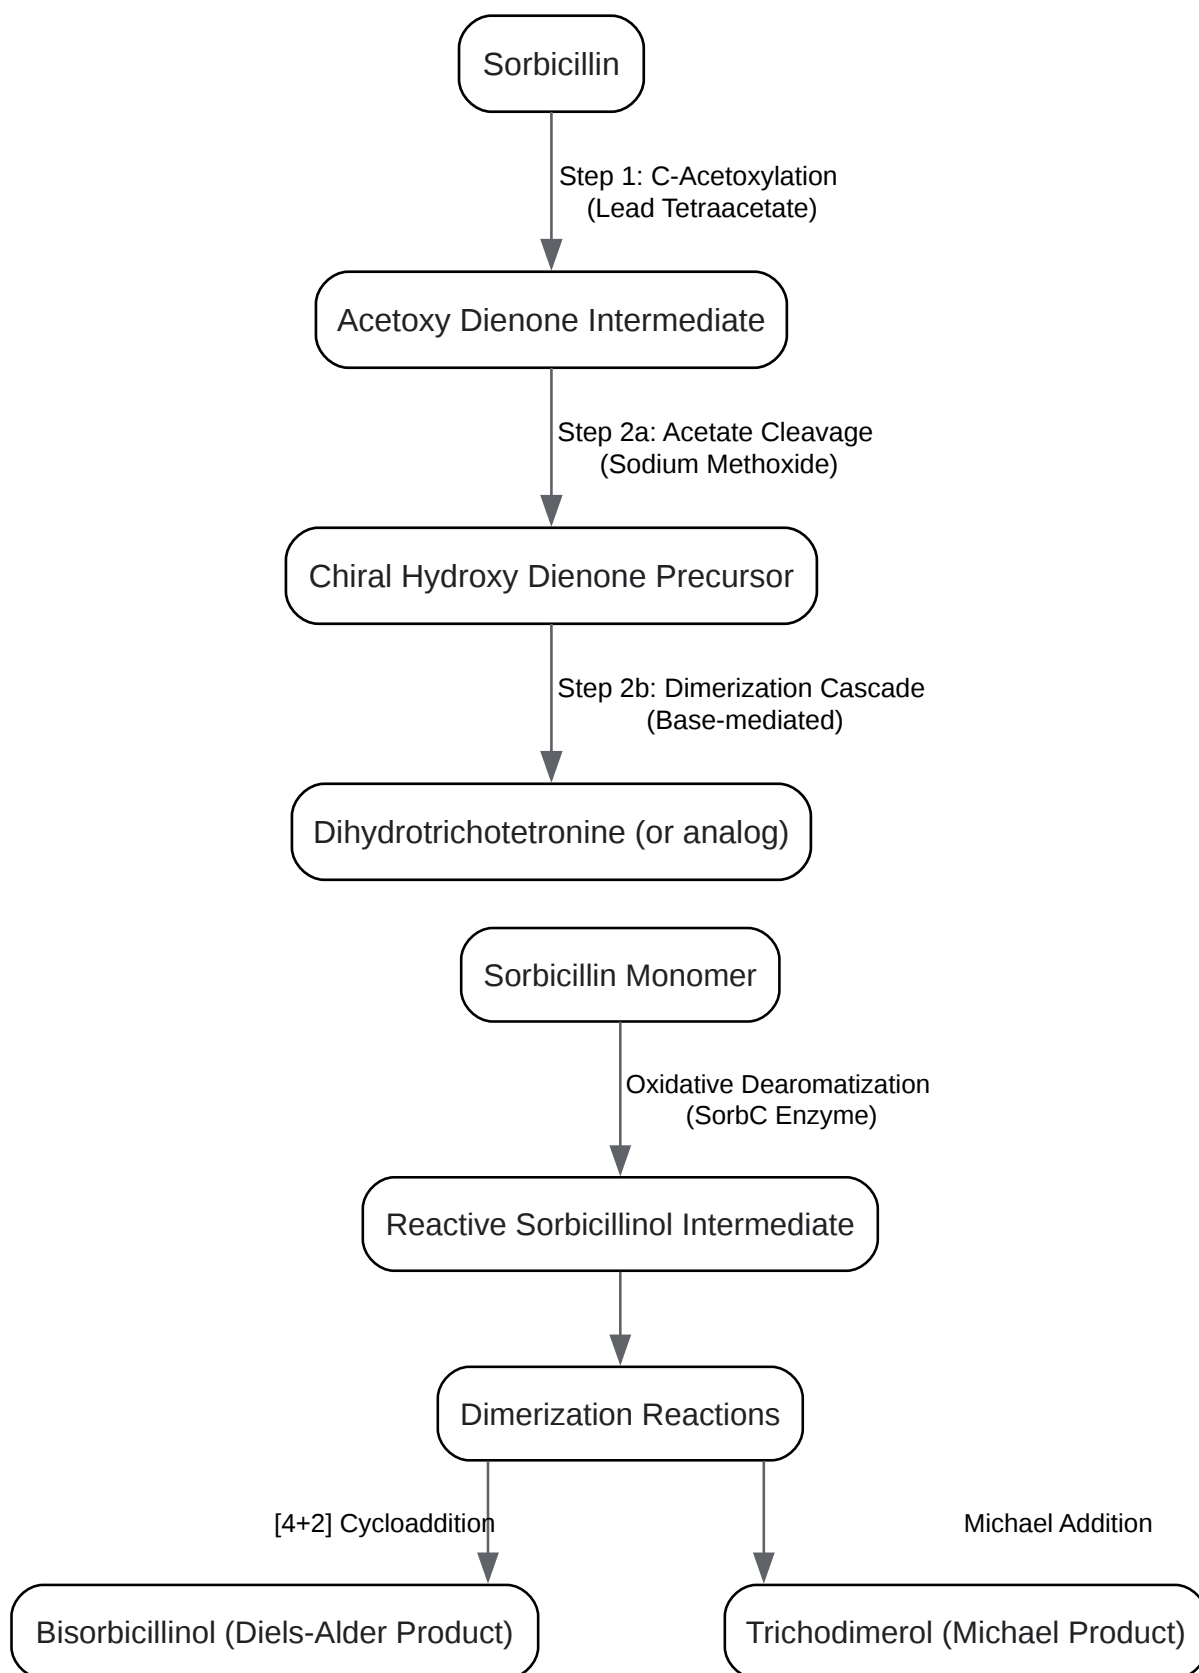 Sorbicillin
Step 1: C-Acetoxylation
(Lead Tetraacetate)
Acetoxy Dienone Intermediate
Step 2a: Acetate Cleavage
(Sodium Methoxide)
Chiral Hydroxy Dienone Precursor
Step 2b: Dimerization Cascade
(Base-mediated)
Dihydrotrichotetronine (or analog)
Sorbicillin Monomer
Oxidative Dearomatization
(SorbC Enzyme)
Reactive Sorbicillinol Intermediate
Dimerization Reactions
[4+2] Cycloaddition
Michael Addition
Bisorbicillinol (Diels-Alder Product)
Trichodimerol (Michael Product)